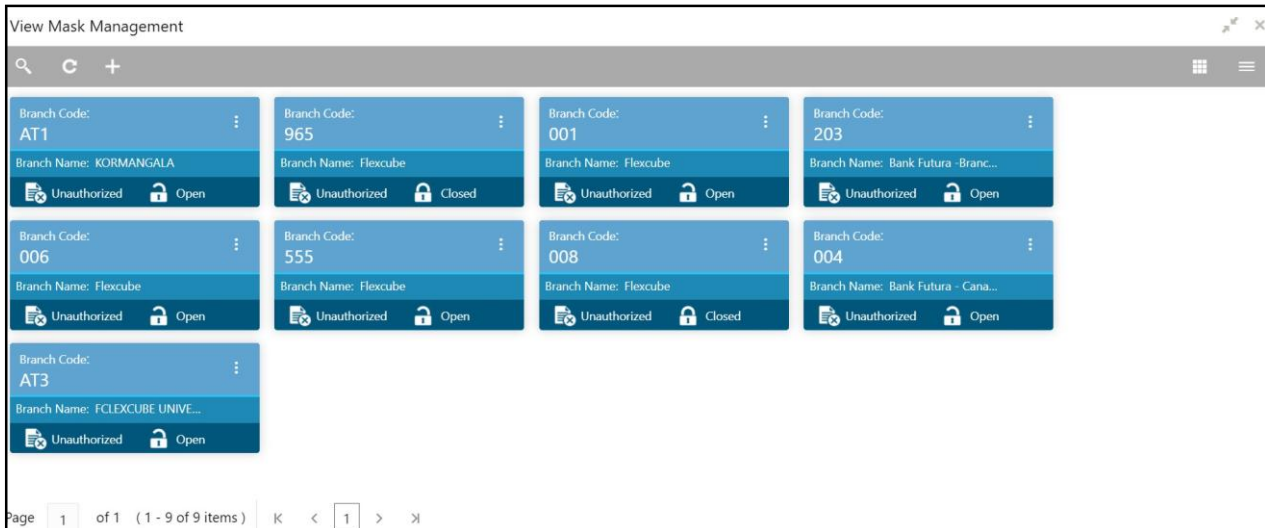 View Mask Management
Branch Code:
AT1
Branch Name: KORMANGALA
Unauthorized Open
Branch Code:
965
Branch Name: Flexcube
Unauthorized Closed
Branch Code:
001
Branch Name: Flexcube
Unauthorized Open
Branch Code:
203
Branch Name: Bank Futura -Branc...
Unauthorized Open
Branch Code:
006
Branch Name: Flexcube
Unauthorized Open
Branch Code:
555
Branch Name: Flexcube
Unauthorized Open
Branch Code:
008
Branch Name: Flexcube
Unauthorized Closed
Branch Code:
004
Branch Name: Bank Futura - Cana...
Unauthorized Open
Branch Code:
AT3
Branch Name: FCLEXCUBE UNIVE...
Unauthorized Open
Page 1 of 1 ( 1 - 9 of 9 items ) 1